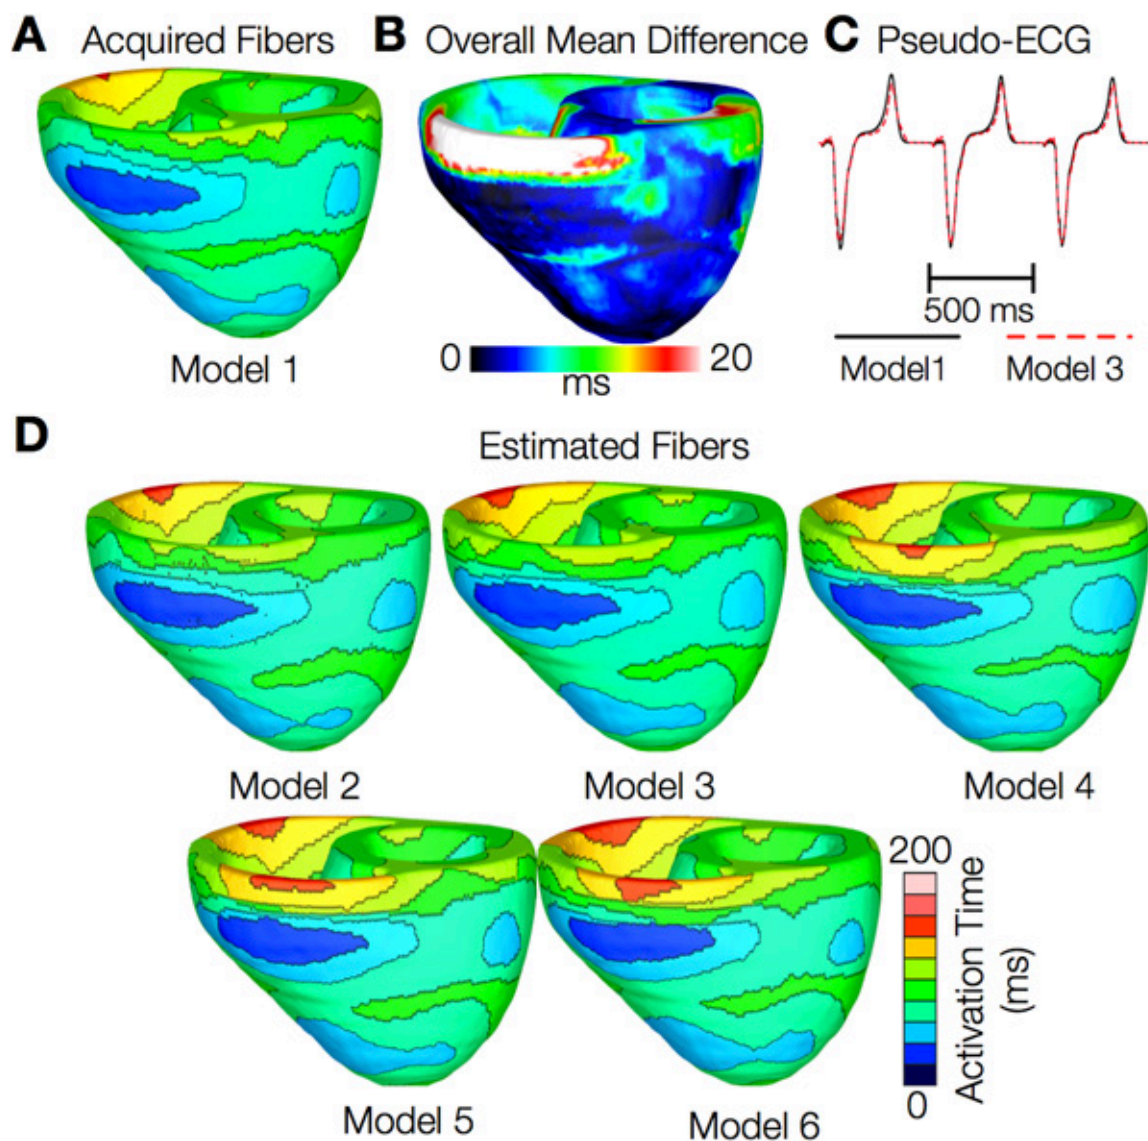 A Acquired Fibers
B Overall Mean Difference
C Pseudo-ECG
Model 1
0 20
ms
500 ms
Model1 Model 3
D
Estimated Fibers
Model 2 Model 3 Model 4
Model 5 Model 6
200
Activation Time
(ms)
0